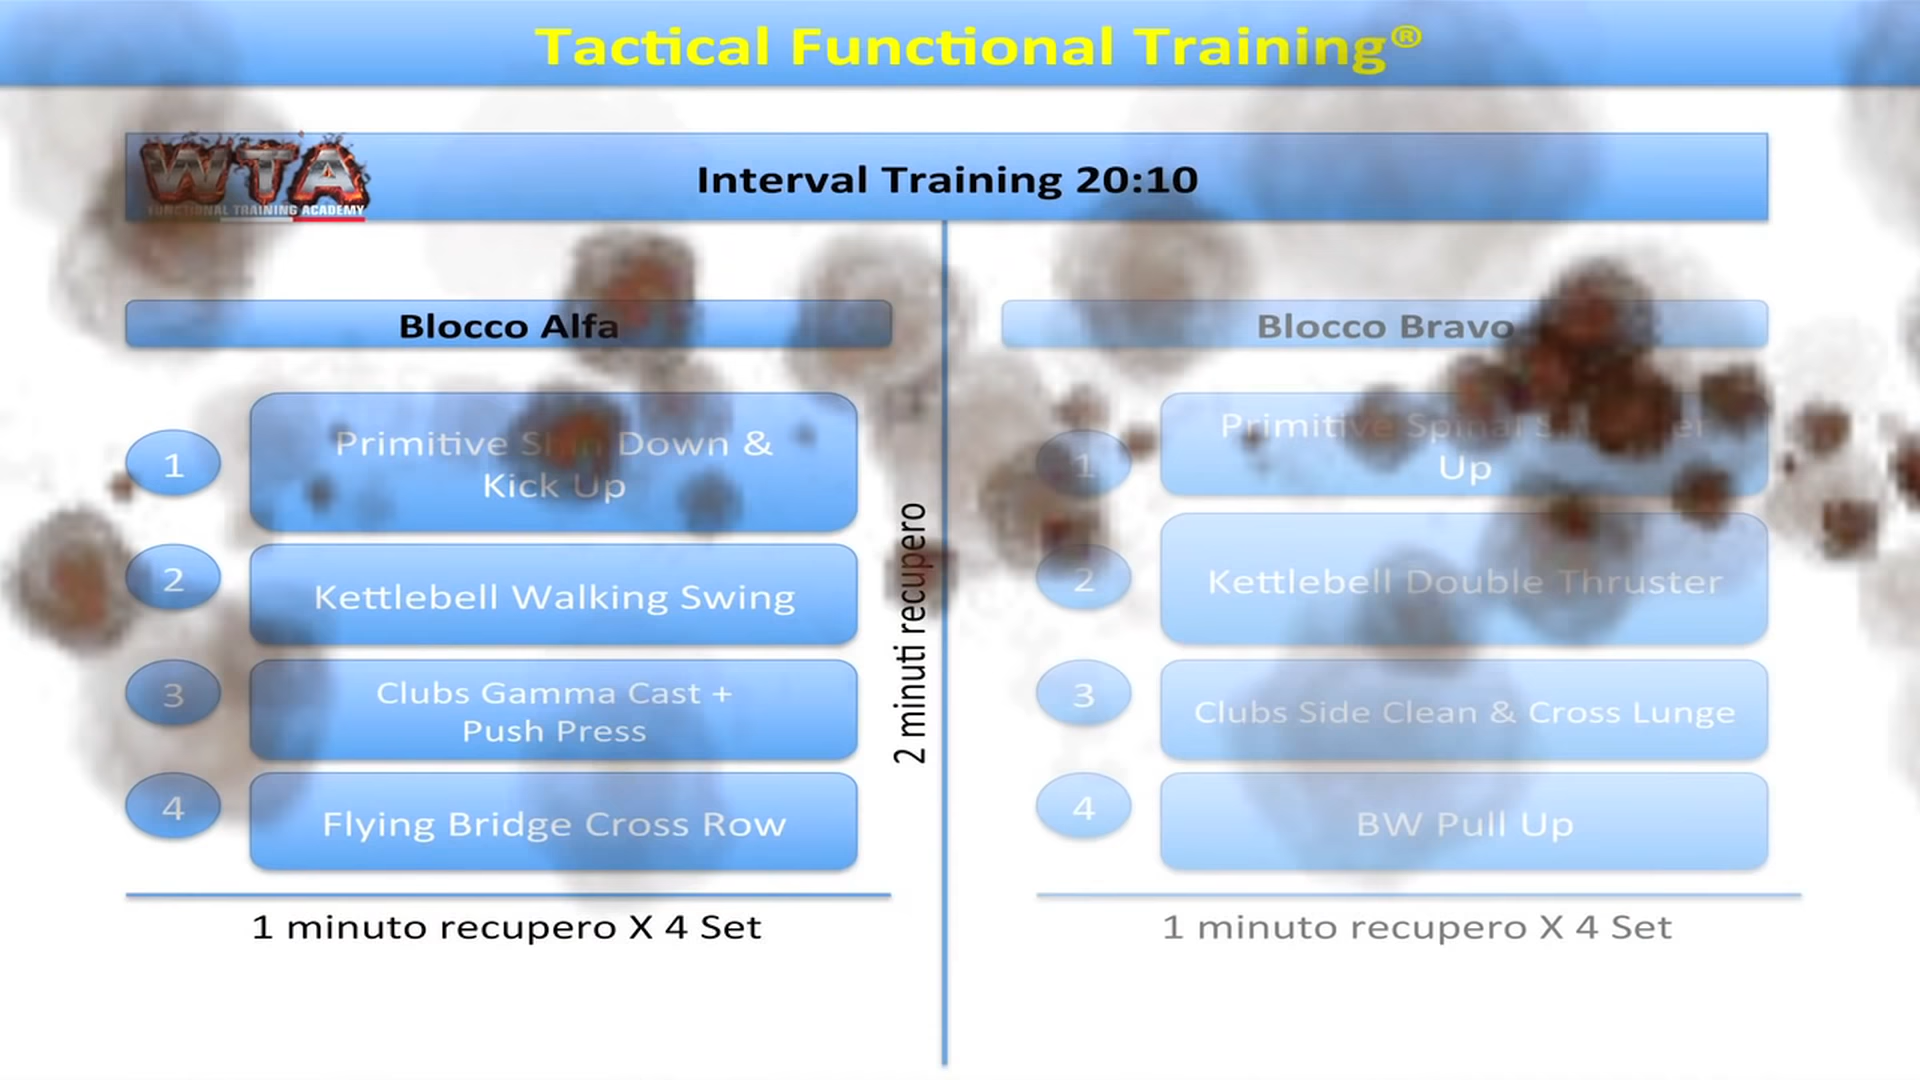 Tactical Functional Training®
WTA
FUNCTIONAL TRAINING ACADEMY
Interval Training 20:10
Blocco Alfa
1
Primitive Down &
Kick Up
2
Kettlebell Walking Swing
3
Clubs Gamma Cast +
Push Press
4
Flying Bridge Cross Row
1 minuto recupero X 4 Set
2 minuti recupero
Blocco Bravo
1
Primitive Spinal
Up
2
Kettlebell Double Thruster
3
Clubs Side Clean & Cross Lunge
4
BW Pull Up
1 minuto recupero X 4 Set